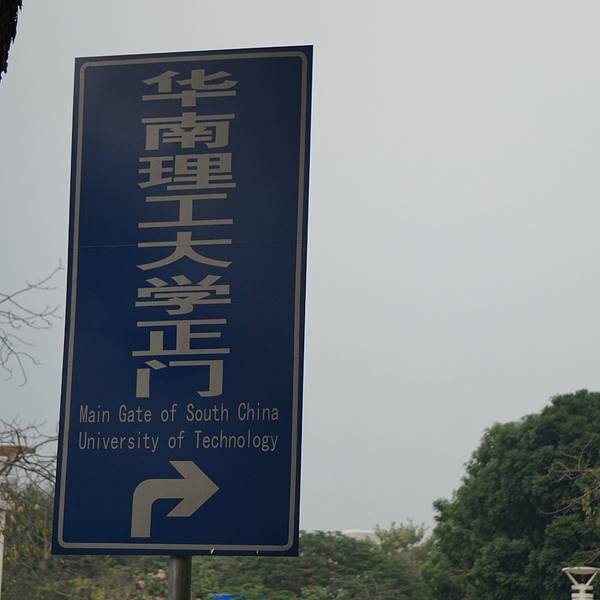 华南理工大学正门
Main Gate of South China
University of Technology